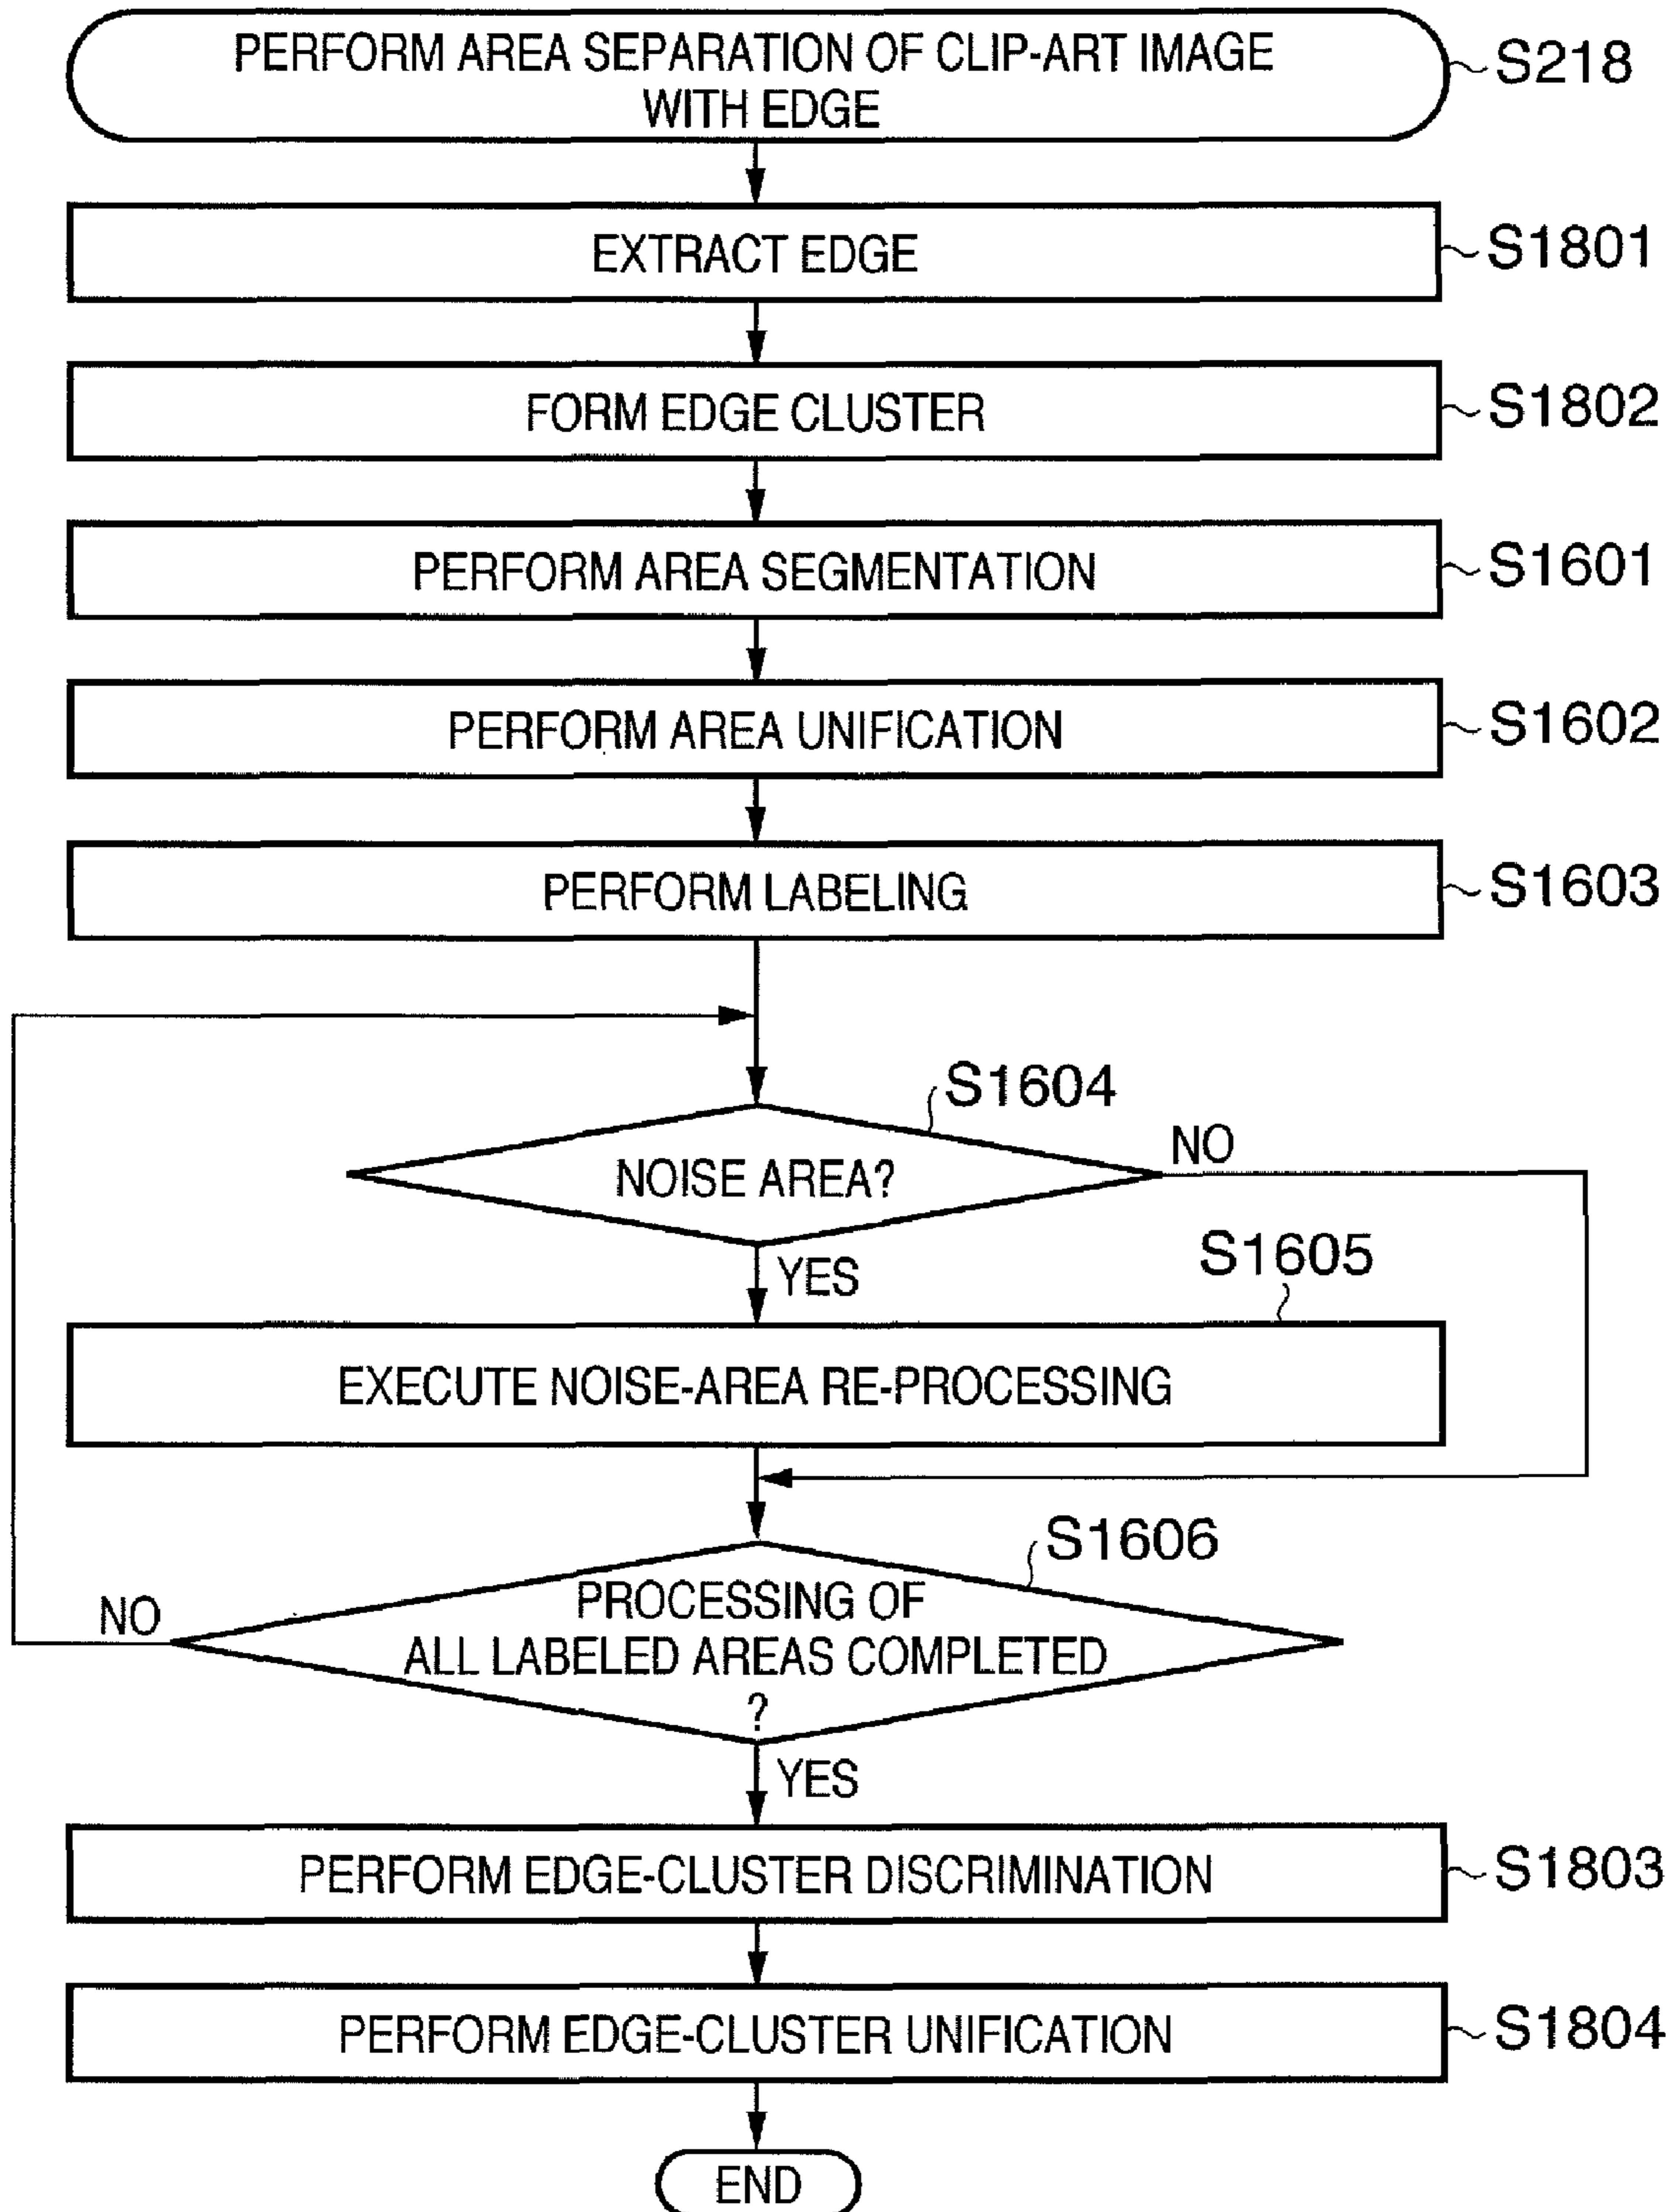 PERFORM AREA SEPARATION OF CLIP-ART IMAGE
WITH EDGE
S218
EXTRACT EDGE
S1801
FORM EDGE CLUSTER
S1802
PERFORM AREA SEGMENTATION
S1601
PERFORM AREA UNIFICATION
S1602
PERFORM LABELING
S1603
S1604
NOISE AREA?
NO
YES
S1605
EXECUTE NOISE-AREA RE-PROCESSING
S1606
PROCESSING OF
ALL LABELED AREAS COMPLETED
?
NO
YES
PERFORM EDGE-CLUSTER DISCRIMINATION
S1803
PERFORM EDGE-CLUSTER UNIFICATION
S1804
END